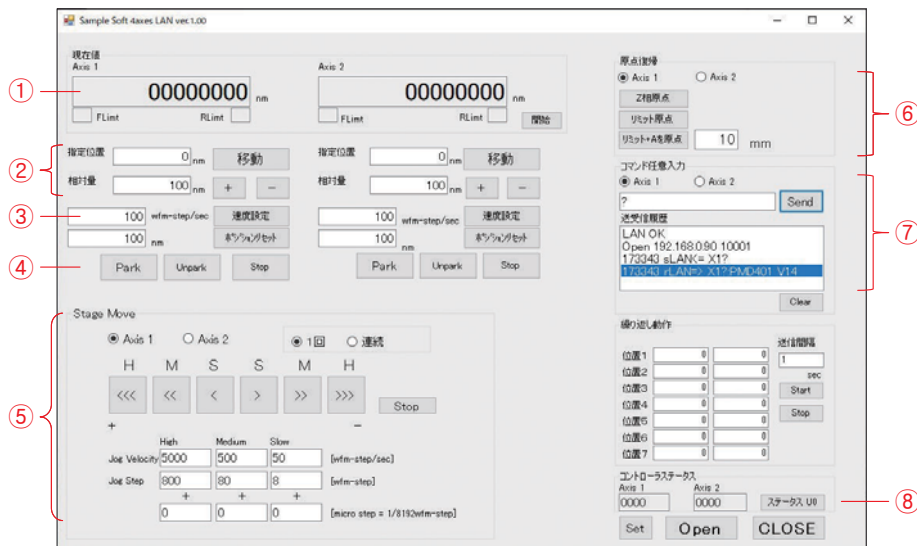 Sample Soft 4axes LAN ver.1.00
現在値
Axis 1
Axis 2
①
00000000 nm
00000000 nm
FLimt
RLimt
FLimt
RLimt
開始
②
指定位置
0 nm
移動
指定位置
0 nm
移動
相対量
100 nm
+
-
相対量
100 nm
+
-
③
100 wfm-step/sec
速度設定
100 wfm-step/sec
速度設定
100 nm
ポジションリセット
100 nm
ポジションリセット
④
Park
Unpark
Stop
Park
Unpark
Stop
⑤
Stage Move
Axis 1
Axis 2
1回
連続
H M S S M H
<<<
<<
<
>
>>
>>>
Stop
+
-
High Medium Slow
Jog Velocity 5000 500 50 [wfm-step/sec]
Jog Step 800 80 8 [wfm-step]
+ + +
0 0 0 [micro step = 1/8192wfm-step]
原点復帰
Axis 1
Axis 2
Z相原点
リミット原点
リミット+A を原点
10 mm
⑥
コマンド任意入力
Axis 1
Axis 2
?
Send
送受信履歴
LAN OK
Open 192.168.0.90 10001
173343 sLAN<= X1?
173343 rLAN=> X1?:PMD401 V14
⑦
Clear
繰り返し動作
送信間隔
1
sec
位置1 0 0
位置2 0 0
位置3 0 0
位置4 0 0
位置5 0 0
位置6 0 0
位置7 0 0
Start
Stop
コントローラステータス
Axis 1
Axis 2
0000
0000
ステータス U0
⑧
Set
Open
CLOSE